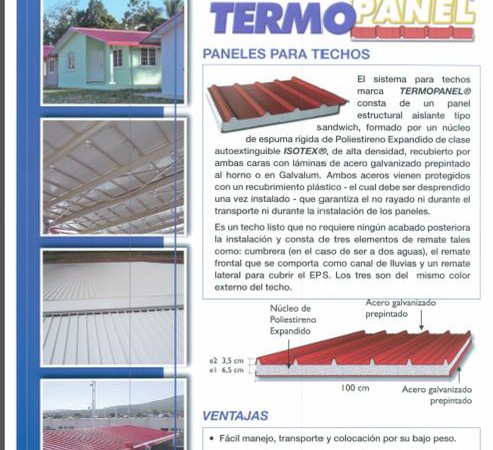 TERMOPANEL®
PANELES PARA TECHOS
El sistema para techos
marca TERMOPANEL®
consta de un panel
estructural aislante tipo
sandwich, formado por un núcleo
de espuma rígida de Poliestireno Expandido de clase
autoextinguible ISOTEX®, de alta densidad, recubierto por
ambas caras con láminas de acero galvanizado prepintado
al horno o en Galvalum. Ambos aceros vienen protegidos
con un recubrimiento plástico - el cual debe ser desprendido
una vez instalado - que garantiza el no rayado ni durante el
transporte ni durante la instalación de los paneles.
Es un techo listo que no requiere ningún acabado posteriora
la instalación y consta de tres elementos de remate tales
como: cumbrera (en el caso de ser a dos aguas), el remate
frontal que se comporta como canal de lluvias y un remate
lateral para cubrir el EPS. Los tres son del mismo color
externo del techo.
Núcleo de
Poliestireno
Expandido
Acero galvanizado
prepintado
e2 3,5 cm
e1 6,5 cm
100 cm
Acero galvanizado
prepintado
VENTAJAS
• Fácil manejo, transporte y colocación por su bajo peso.